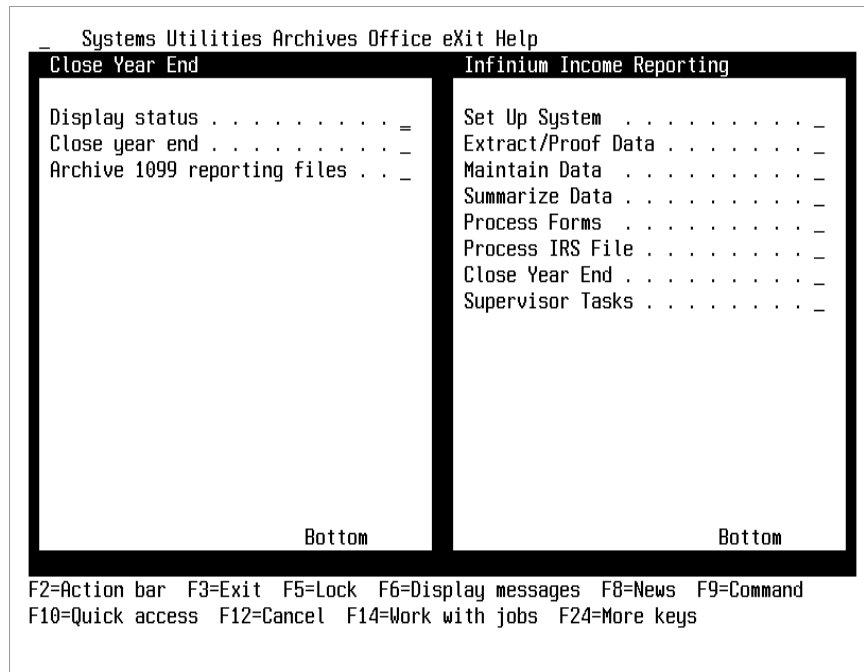 _ Systems Utilities Archives Office eXit Help
Close Year End
Display status . . . . . . . . . _
Close year end . . . . . . . . . _
Archive 1099 reporting files . . _
Bottom
Infinium Income Reporting
Set Up System . . . . . . . . . _
Extract/Proof Data . . . . . . . _
Maintain Data . . . . . . . . . _
Summarize Data . . . . . . . . . _
Process Forms . . . . . . . . . _
Process IRS File . . . . . . . . _
Close Year End . . . . . . . . . _
Supervisor Tasks . . . . . . . . _
Bottom
F2=Action bar F3=Exit F5=Lock F6=Display messages F8=News F9=Command
F10=Quick access F12=Cancel F14=Work with jobs F24=More keys